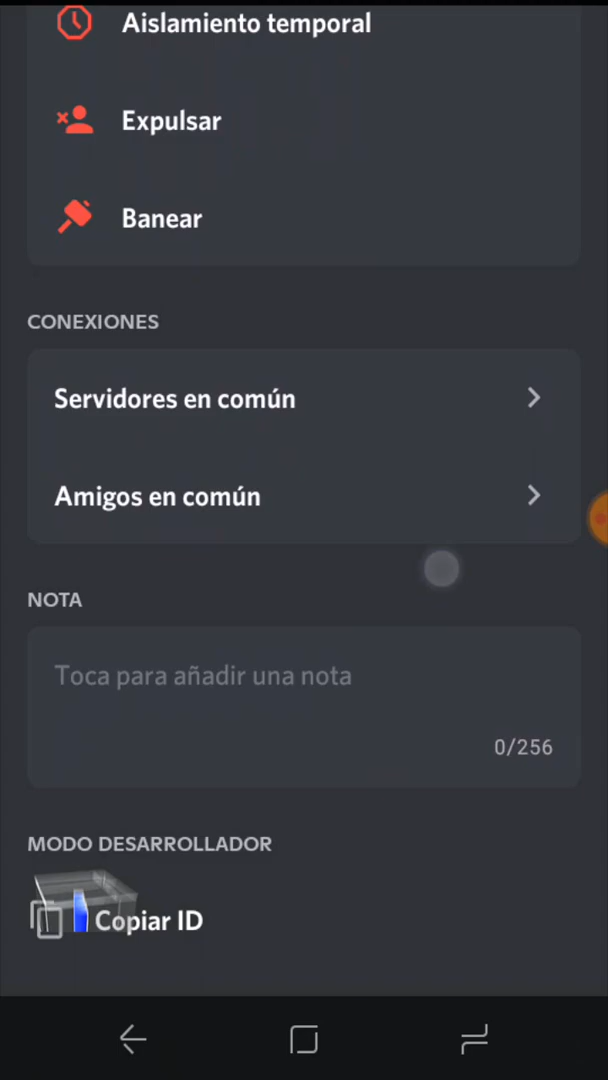 Aislamiento temporal
Expulsar
Banear
CONEXIONES
Servidores en común
Amigos en común
NOTA
Toca para añadir una nota
0/256
MODO DESARROLLADOR
Copiar ID